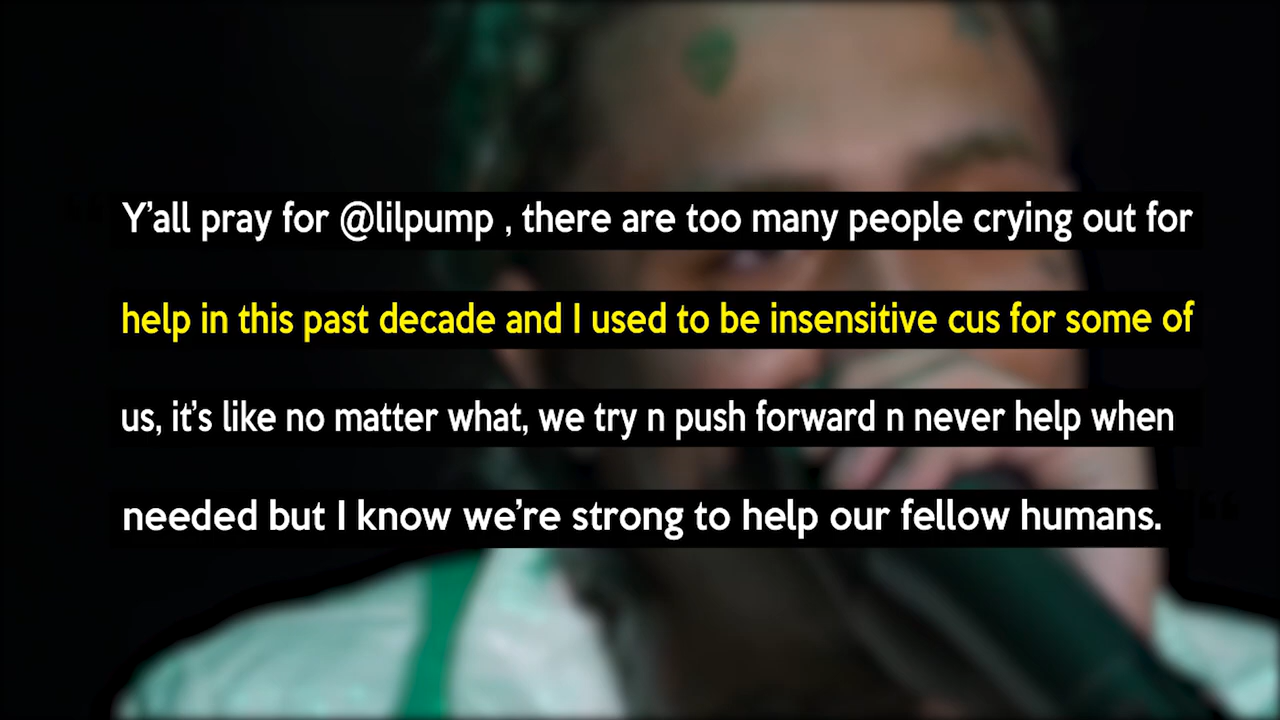 Y'all pray for @lilpump , there are too many people crying out for
help in this past decade and I used to be insensitive cus for some of
us, it's like no matter what, we try n push forward n never help when
needed but I know we're strong to help our fellow humans.